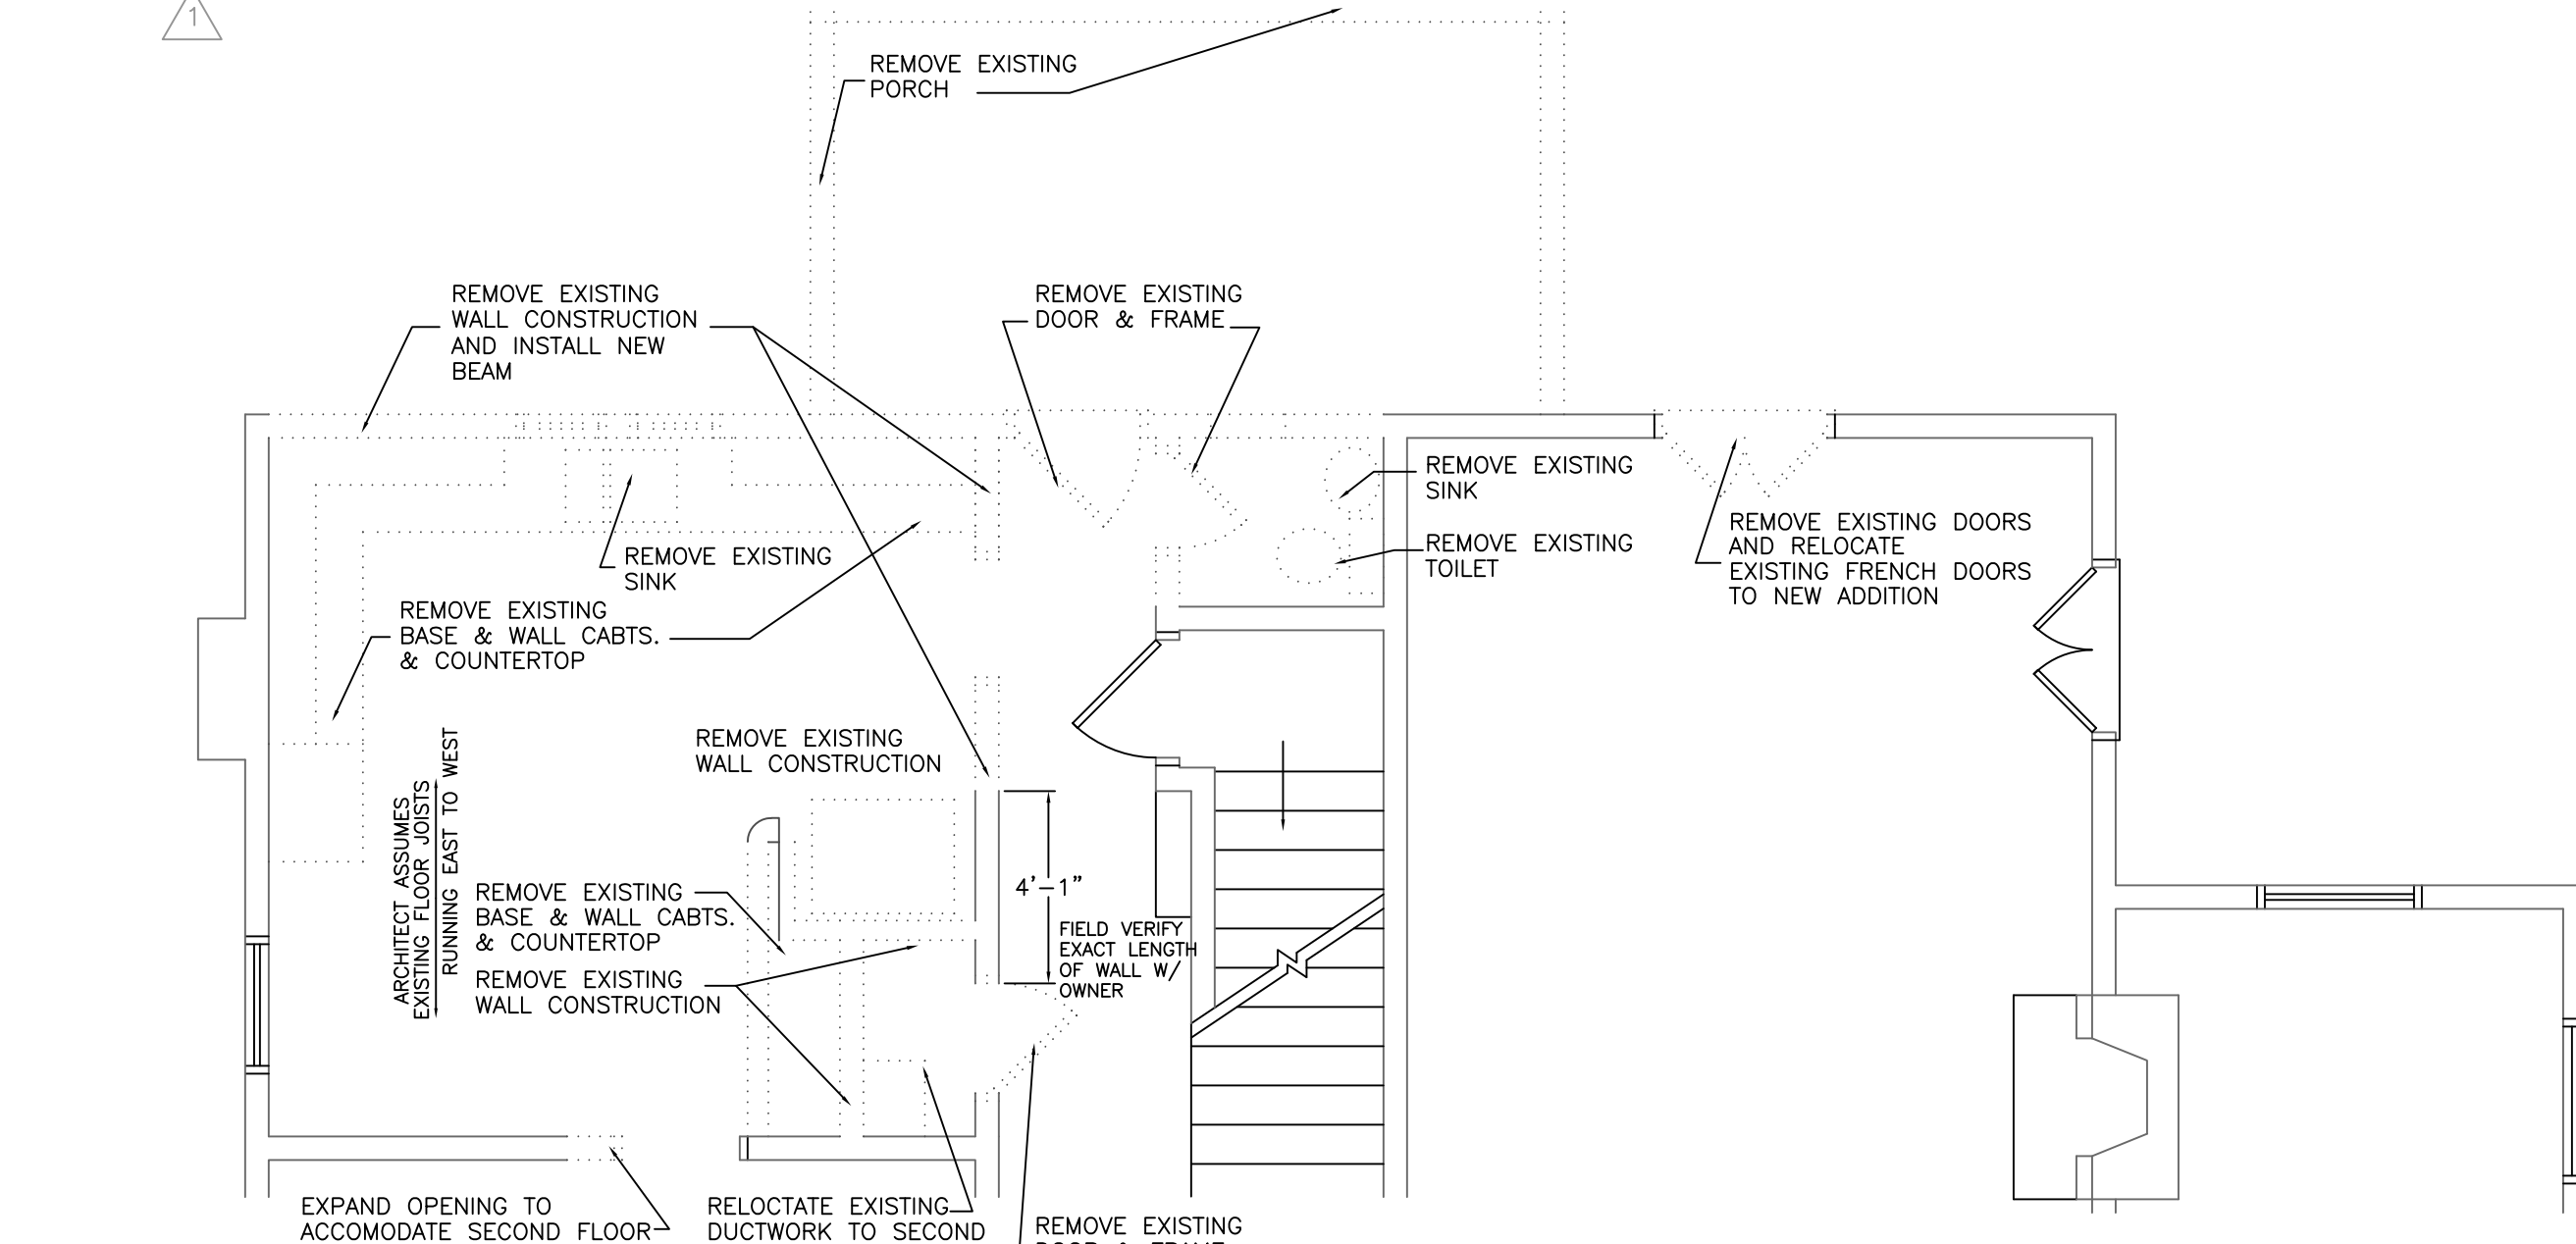 1
REMOVE EXISTING
PORCH
REMOVE EXISTING
WALL CONSTRUCTION
AND INSTALL NEW
BEAM
REMOVE EXISTING
DOOR & FRAME
REMOVE EXISTING
SINK
REMOVE EXISTING
TOILET
REMOVE EXISTING DOORS
AND RELOCATE
EXISTING FRENCH DOORS
TO NEW ADDITION
REMOVE EXISTING
SINK
REMOVE EXISTING
BASE & WALL CABTS.
& COUNTERTOP
REMOVE EXISTING
WALL CONSTRUCTION
ARCHITECT ASSUMES
EXISTING FLOOR JOISTS
RUNNING EAST TO WEST
REMOVE EXISTING
BASE & WALL CABTS.
& COUNTERTOP
REMOVE EXISTING
WALL CONSTRUCTION
4'-1"
FIELD VERIFY
EXACT LENGTH
OF WALL W/
OWNER
EXPAND OPENING TO
ACCOMODATE SECOND FLOOR
RELOCTATE EXISTING
DUCTWORK TO SECOND
REMOVE EXISTING